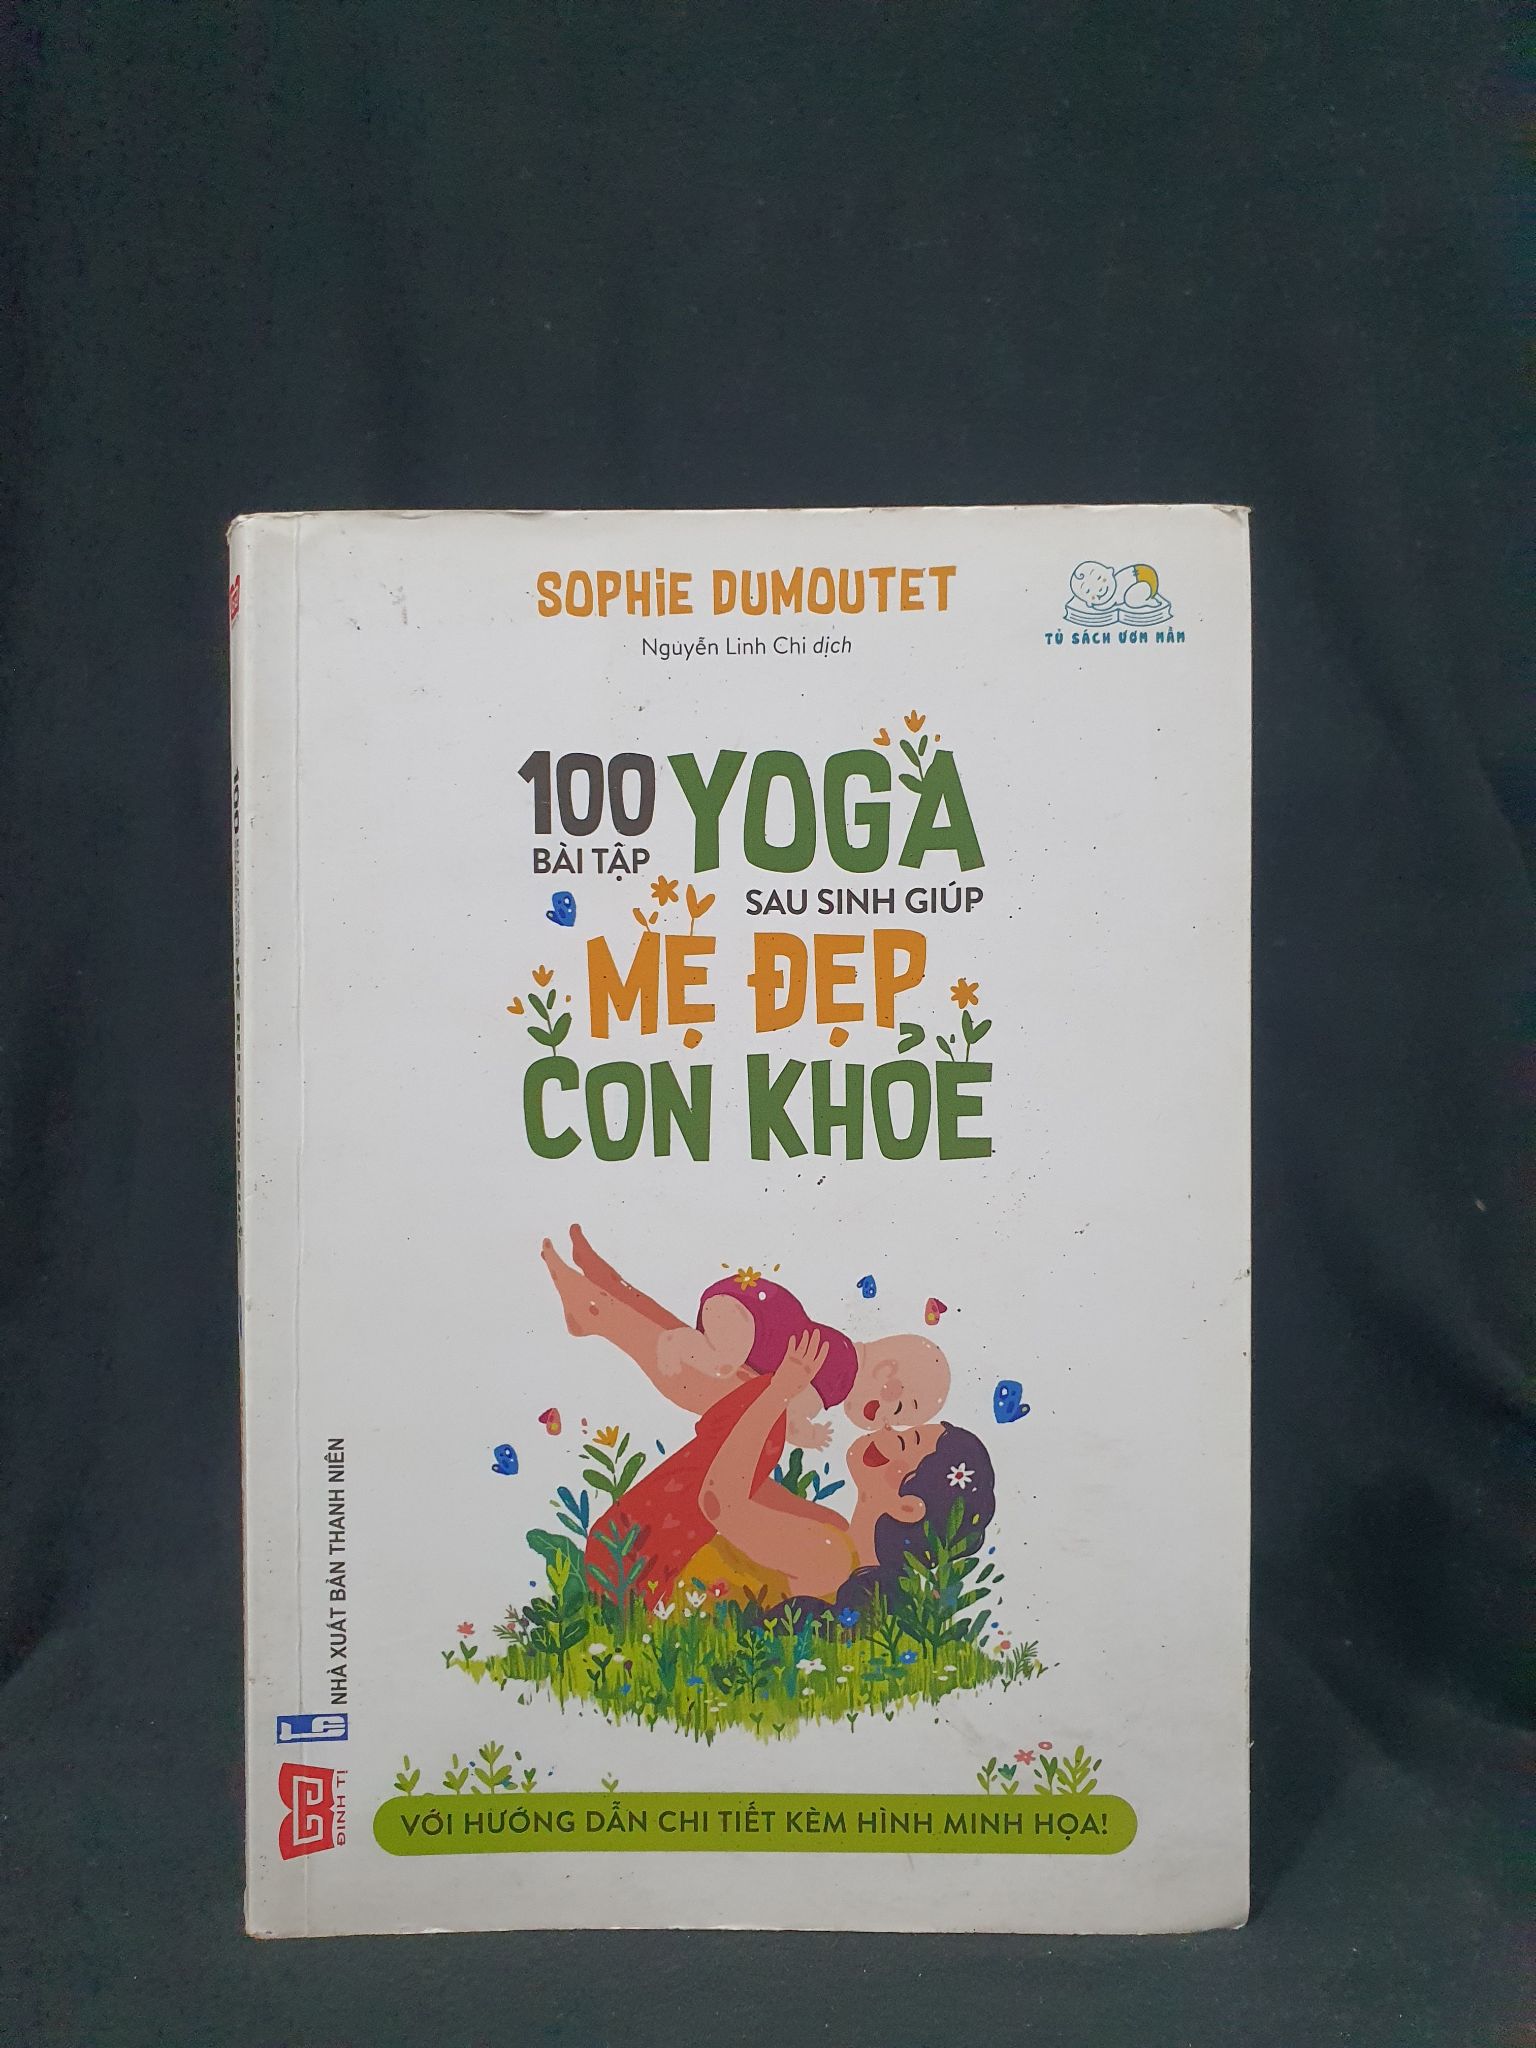 SOPHiE DUMOUTET
Nguyễn Linh Chi dịch
TỦ SÁCH ƯƠM MẦM
100 YOGA
BÀI TẬP
SAU SINH GIÚP
MẸ ĐẸP
CON KHỎE
NHÀ XUẤT BẢN THANH NIÊN
ĐINH TỊ
VỚI HƯỚNG DẪN CHI TIẾT KÈM HÌNH MINH HỌA!